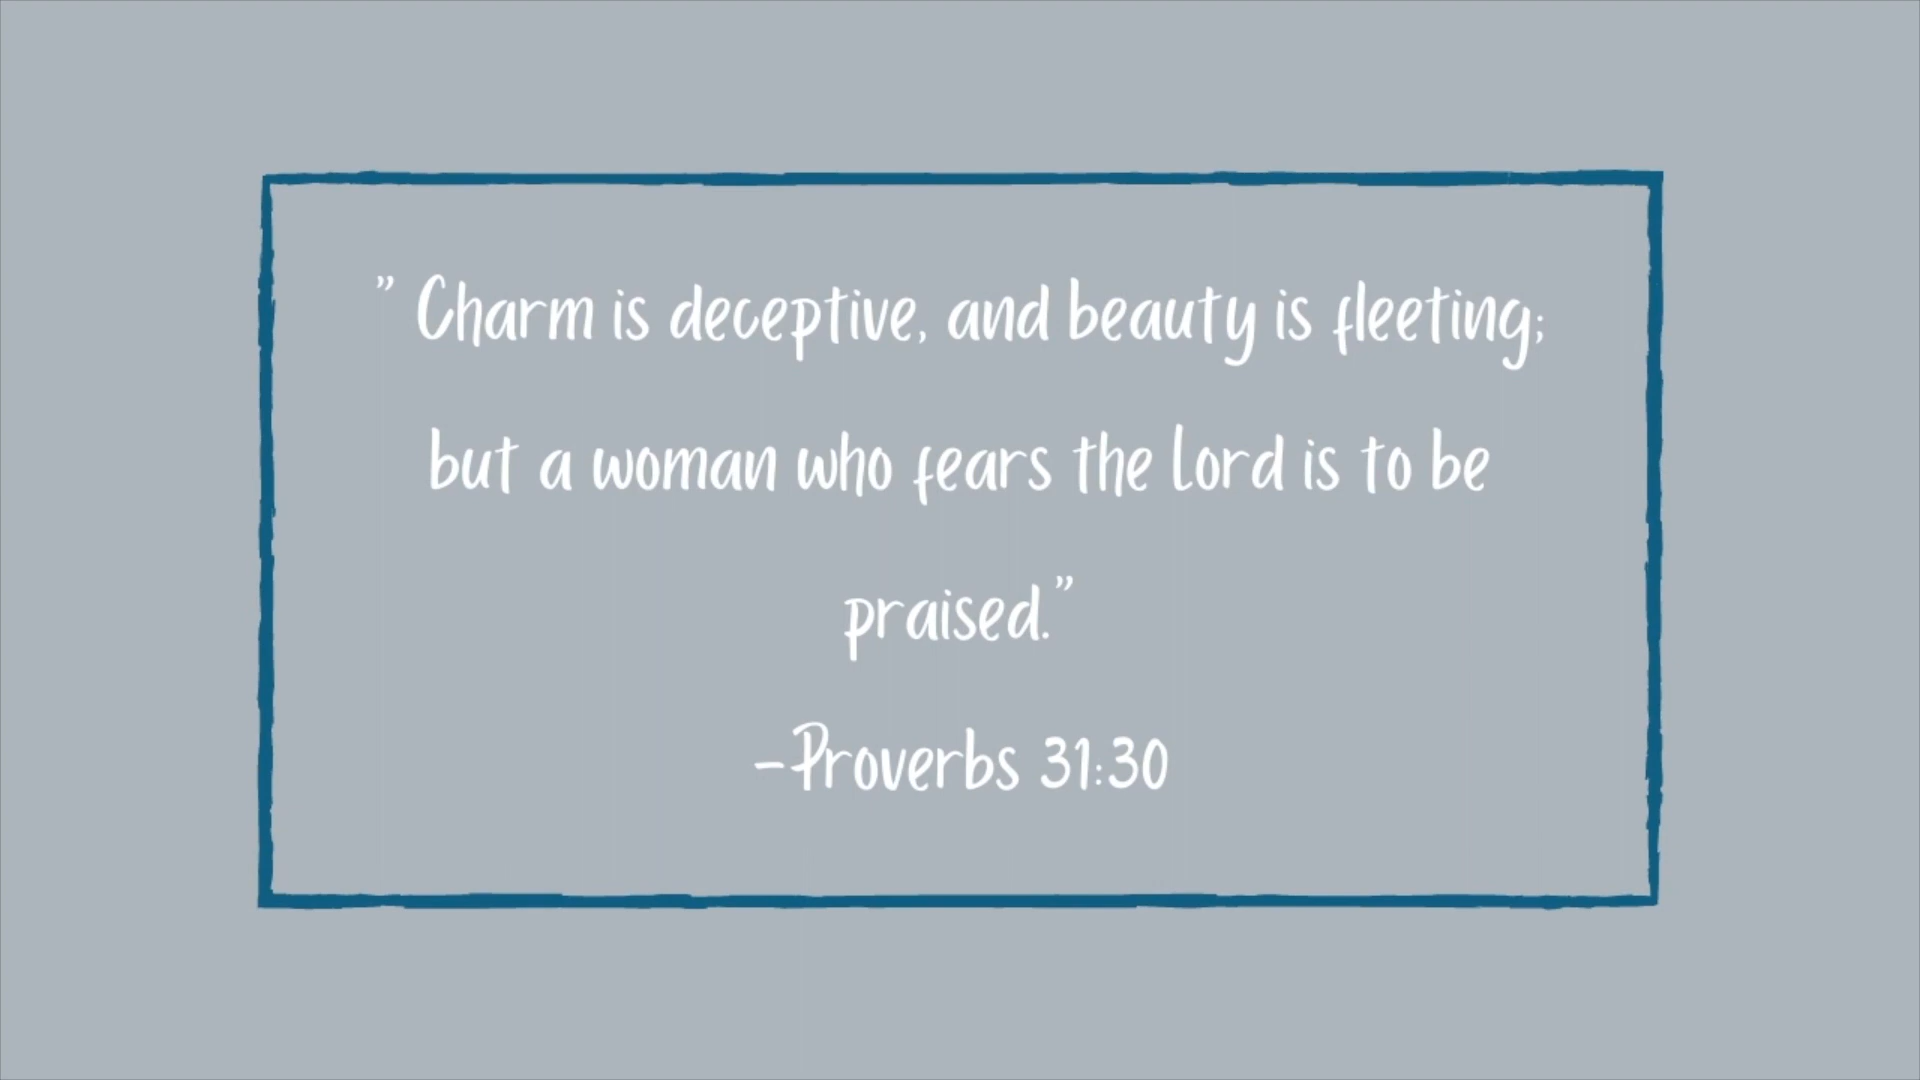 ” Charm is deceptive, and beauty is fleeting;
but a woman who fears the Lord is to be
praised.”
-Proverbs 31:30